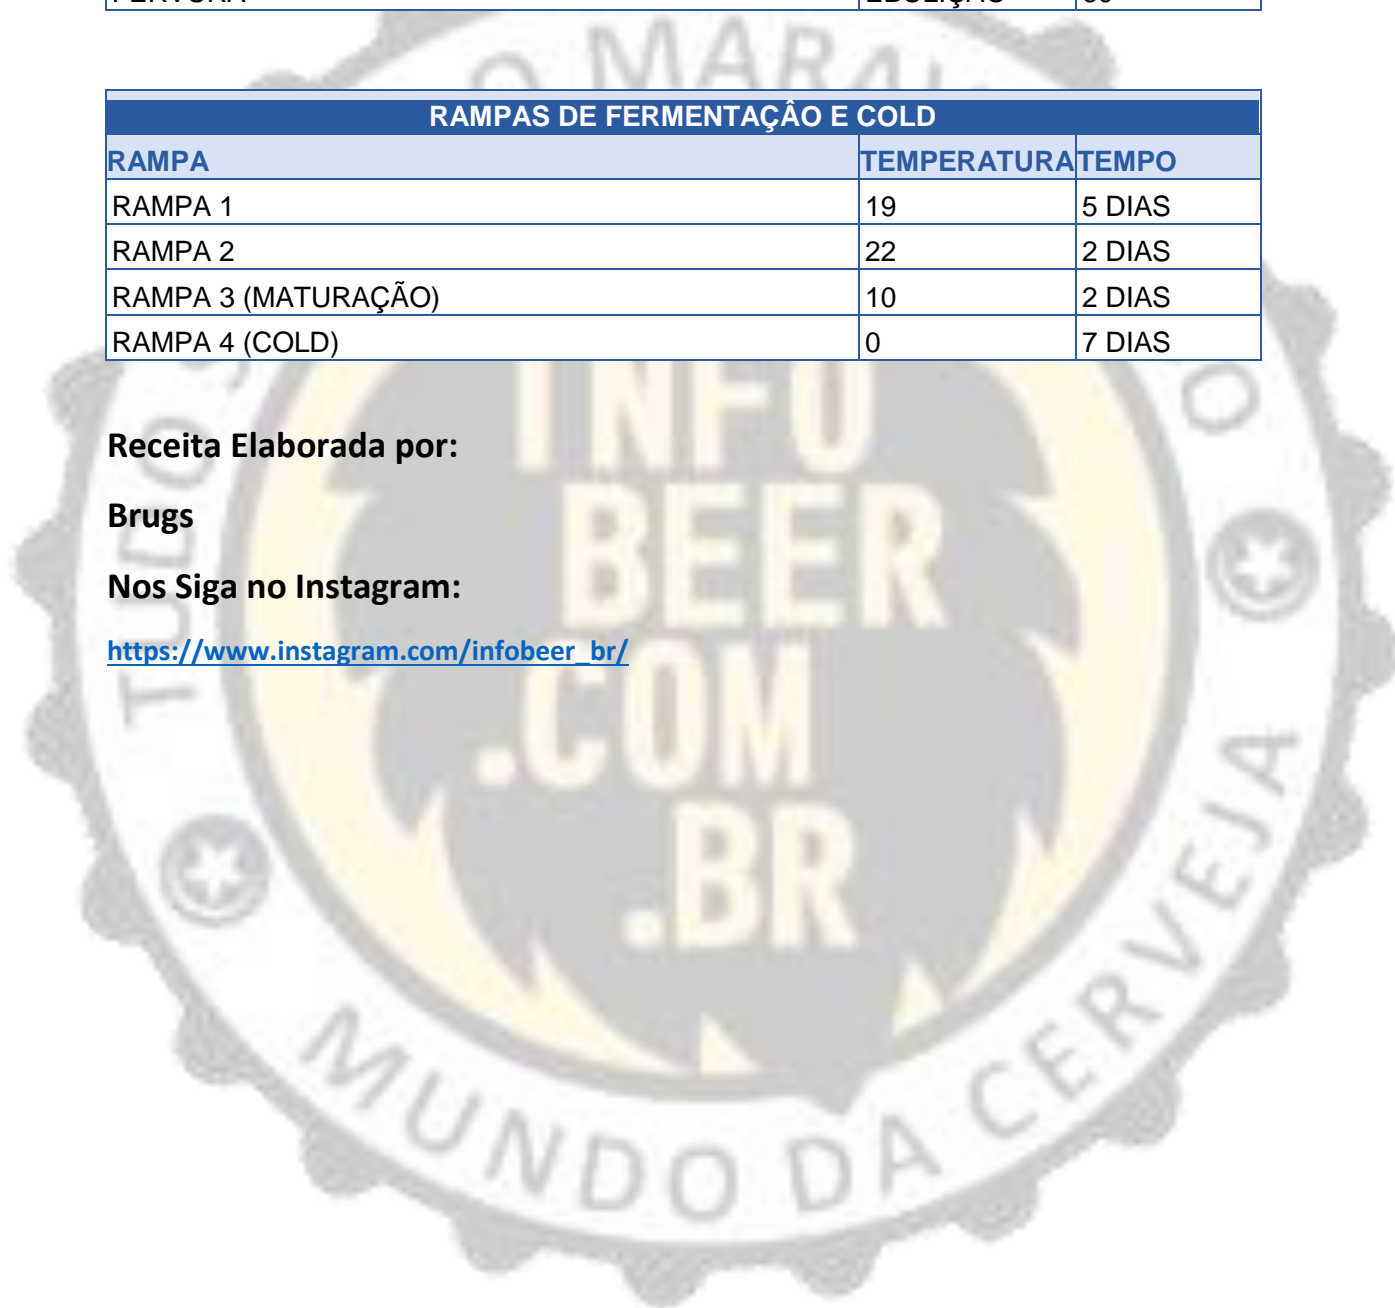 RAMPAS DE FERMENTAÇÂO E COLD
RAMPA TEMPERATURA TEMPO
RAMPA 1 19 5 DIAS
RAMPA 2 22 2 DIAS
RAMPA 3 (MATURAÇÃO) 10 2 DIAS
RAMPA 4 (COLD) 0 7 DIAS
Receita Elaborada por:
Brugs
Nos Siga no Instagram:
https://www.instagram.com/infobeer_br/
INFO
BEER
.COM
.BR
MUNDO DA CERVEJA